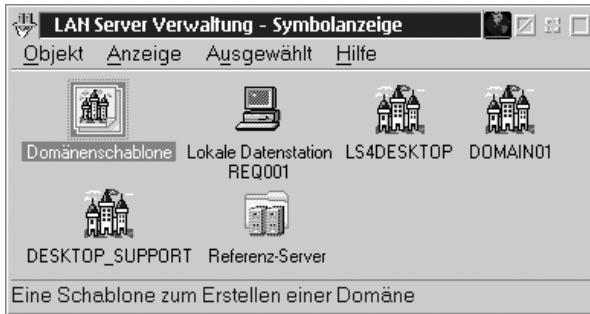 LAN Server Verwaltung - Symbolanzeige
Objekt Anzeige Ausgewählt Hilfe
Domänenschablone
Lokale Datenstation
REQ001
LS4DESKTOP
DOMAIN01
DESKTOP_SUPPORT
Referenz-Server
Eine Schablone zum Erstellen einer Domäne